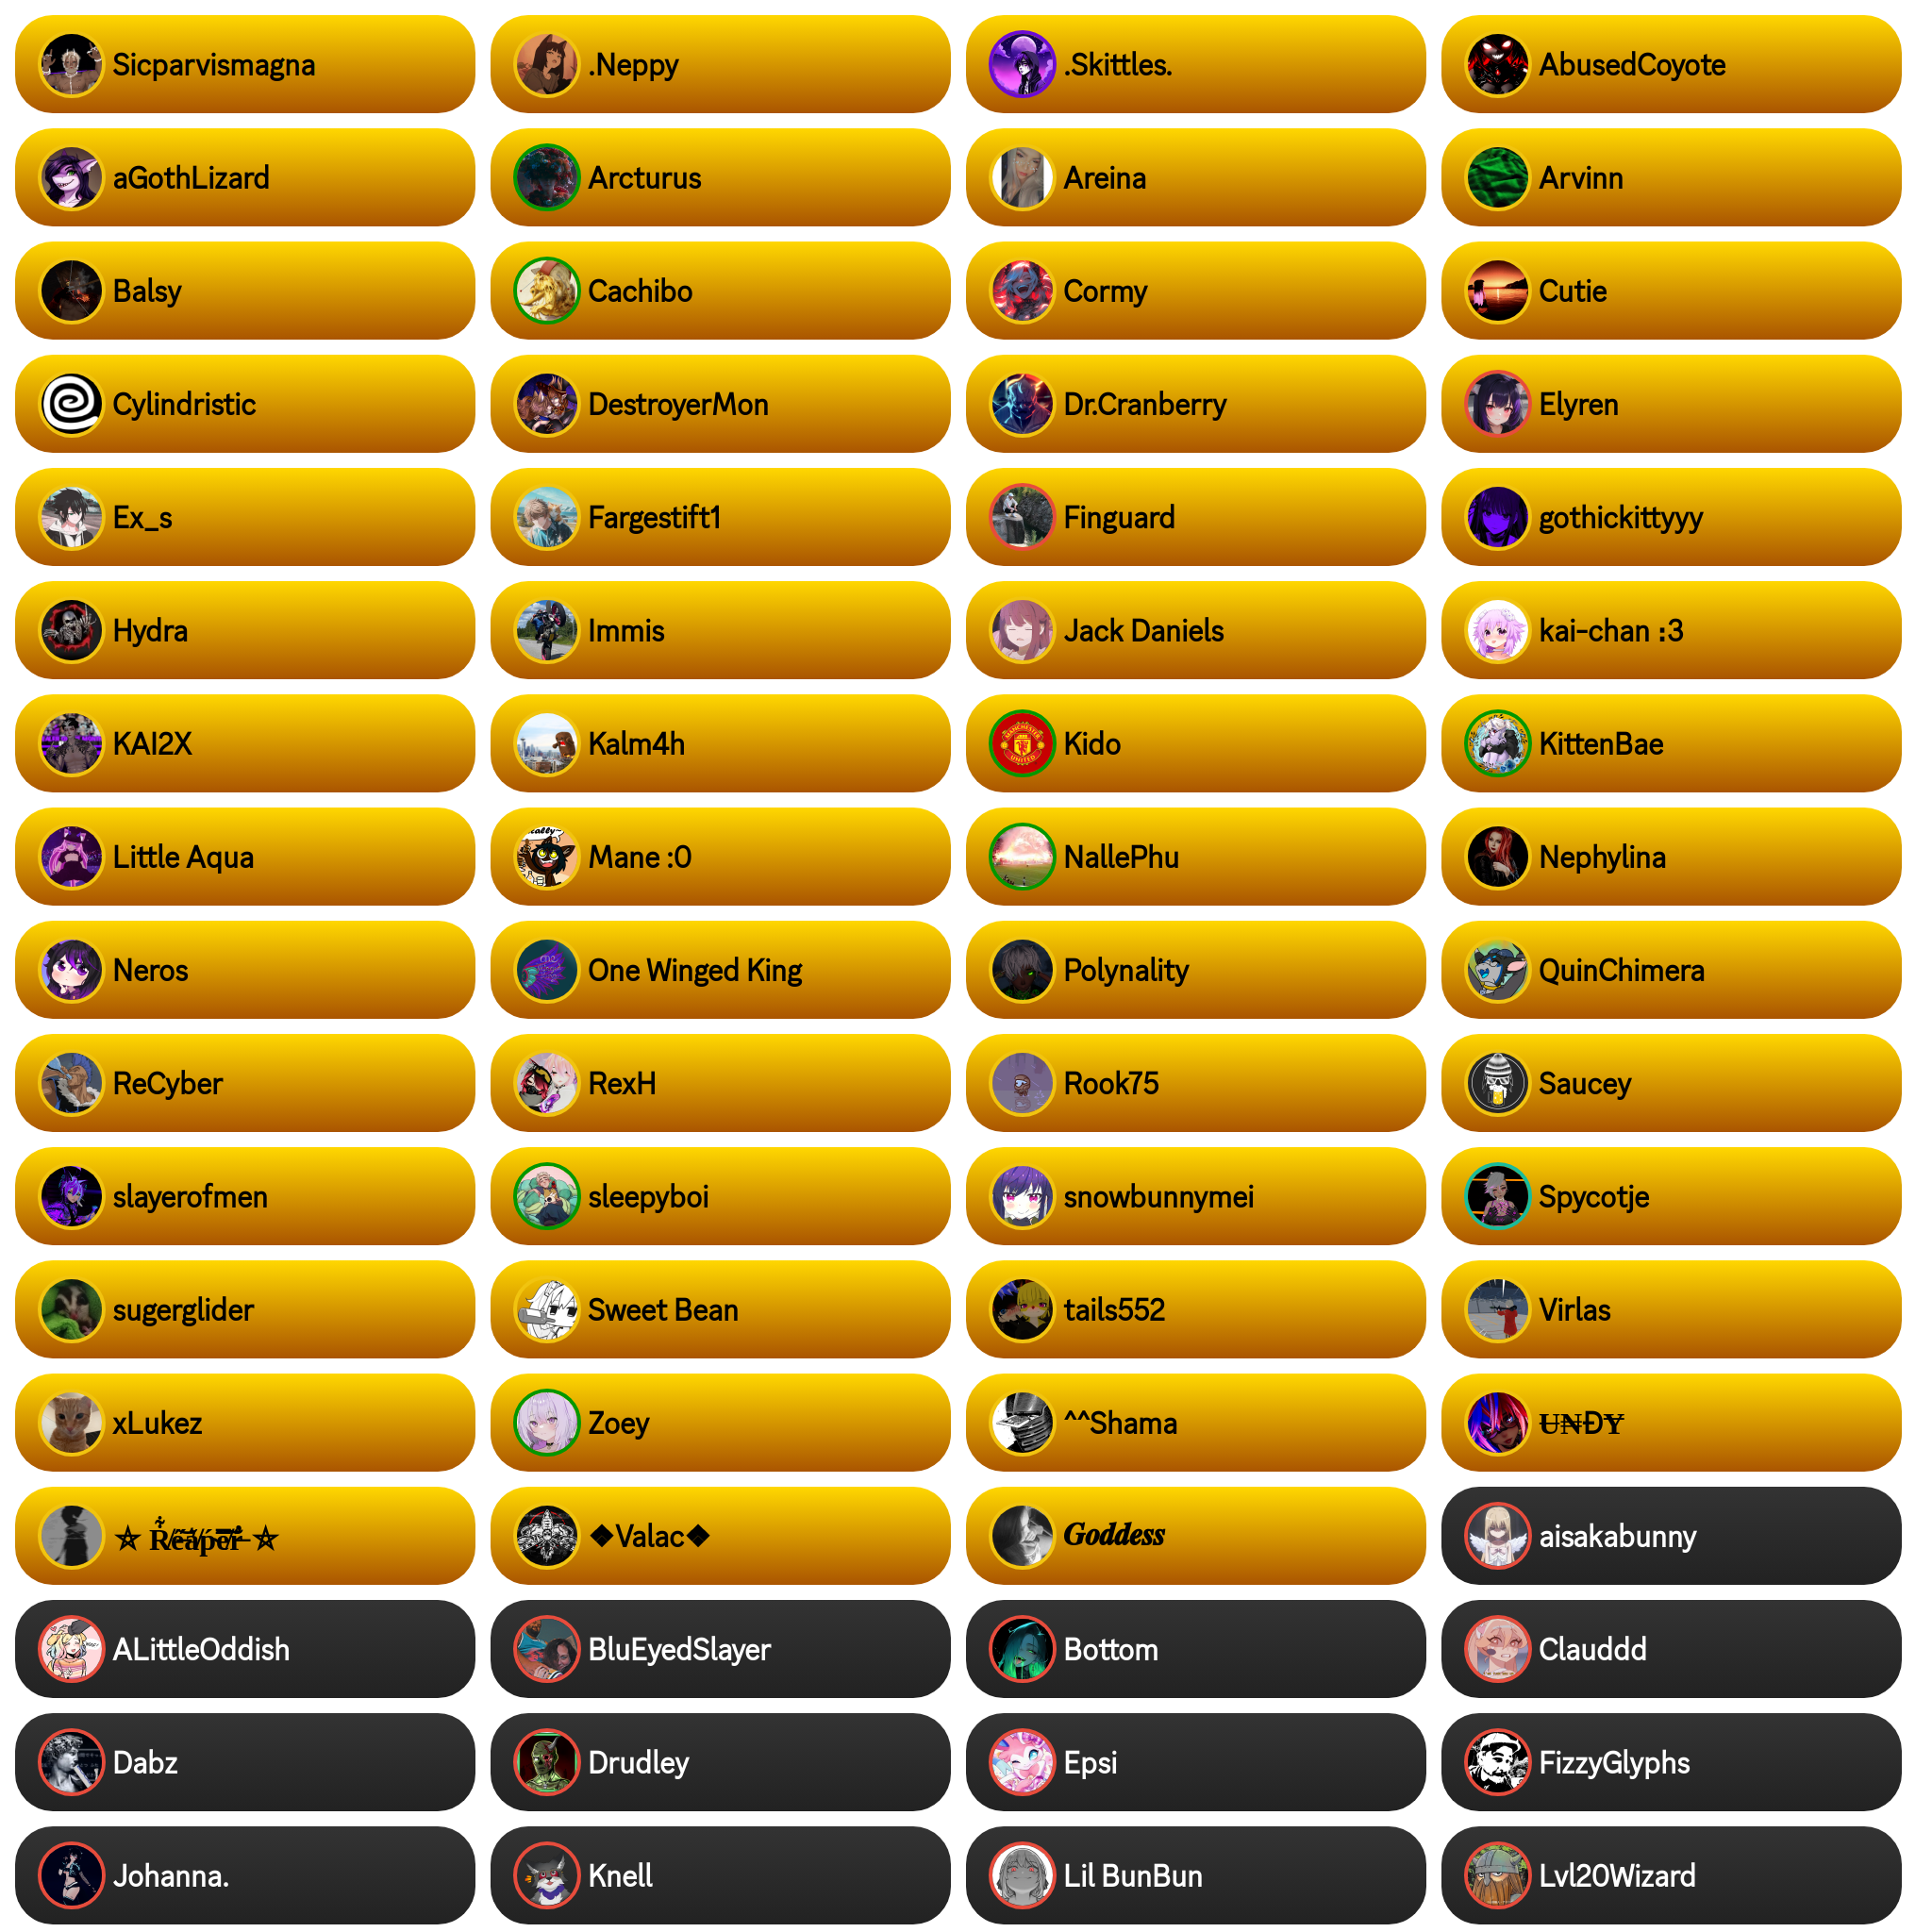 Sicparvismagna
.Neppy
.Skittles.
AbusedCoyote
aGothLizard
Arcturus
Areina
Arvinn
Balsy
Cachibo
Cormy
Cutie
Cylindristic
DestroyerMon
Dr.Cranberry
Elyren
Ex_s
Fargestift1
Finguard
gothickittyyy
Hydra
Immis
Jack Daniels
kai-chan :3
KAI2X
Kalm4h
MANCHESTER
UNITED
Kido
KittenBae
Little Aqua
Mane :0
NallePhu
Nephylina
Neros
One Winged King
Polynality
QuinChimera
ReCyber
RexH
Rook75
Saucey
slayerofmen
sleepyboi
snowbunnymei
Spycotje
sugerglider
Sweet Bean
tails552
Virlas
xLukez
Zoey
^^Shama
U̶N̶ĐY̶
⛤ Reaper ⛤
◆Valac◆
𝑮𝒐𝒅𝒅𝒆𝒔𝒔
aisakabunny
ALittleOddish
BluEyedSlayer
Bottom
Clauddd
Dabz
Drudley
Epsi
FizzyGlyphs
Johanna.
Knell
Lil BunBun
Lvl20Wizard